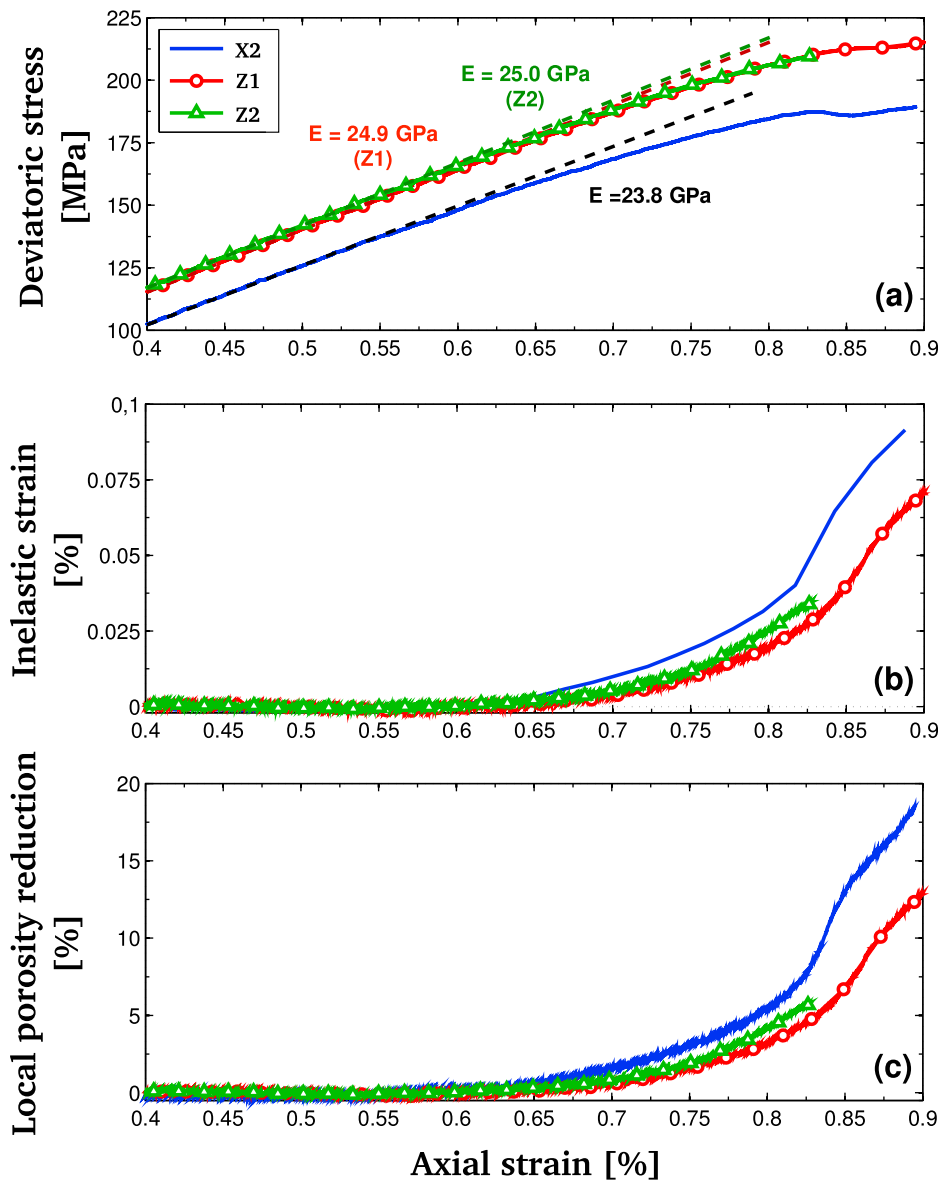 Deviatoric stress
[MPa]
225
200
175
150
125
100
X2
Z1
Z2
E = 25.0 GPa
(Z2)
E = 24.9 GPa
(Z1)
E =23.8 GPa
(a)
0.4 0.45 0.5 0.55 0.6 0.65 0.7 0.75 0.8 0.85 0.9
Inelastic strain
[%]
0,1
0.075
0.05
0.025
0
(b)
0.4 0.45 0.5 0.55 0.6 0.65 0.7 0.75 0.8 0.85 0.9
Local porosity reduction
[%]
20
15
10
5
0
(c)
0.4 0.45 0.5 0.55 0.6 0.65 0.7 0.75 0.8 0.85 0.9
Axial strain [%]